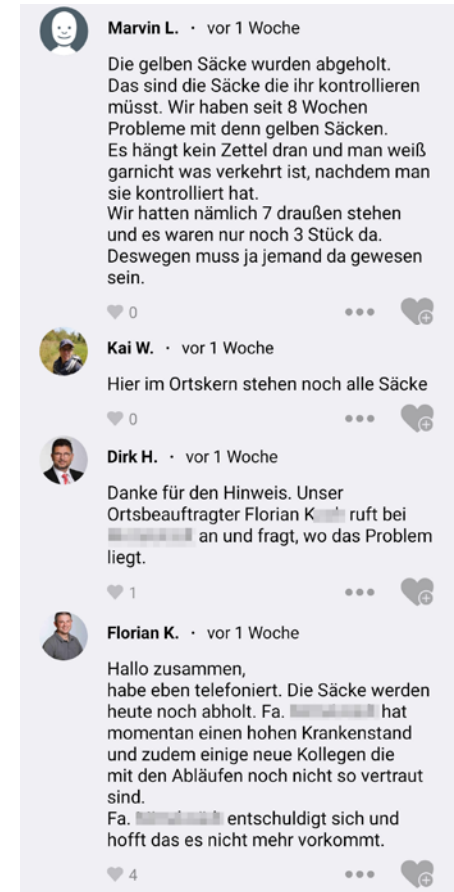 Marvin L. · vor 1 Woche
Die gelben Säcke wurden abgeholt.
Das sind die Säcke die ihr kontrollieren
müsst. Wir haben seit 8 Wochen
Probleme mit denn gelben Säcken.
Es hängt kein Zettel dran und man weiß
garnicht was verkehrt ist, nachdem man
sie kontrolliert hat.
Wir hatten nämlich 7 draußen stehen
und es waren nur noch 3 Stück da.
Deswegen muss ja jemand da gewesen
sein.
0
Kai W. · vor 1 Woche
Hier im Ortskern stehen noch alle Säcke
0
Dirk H. · vor 1 Woche
Danke für den Hinweis. Unser
Ortsbeauftragter Florian K ruft bei
an und fragt, wo das Problem
liegt.
1
Florian K. · vor 1 Woche
Hallo zusammen,
habe eben telefoniert. Die Säcke werden
heute noch abholt. Fa. hat
momentan einen hohen Krankenstand
und zudem einige neue Kollegen die
mit den Abläufen noch nicht so vertraut
sind.
Fa. entschuldigt sich und
hofft das es nicht mehr vorkommt.
4